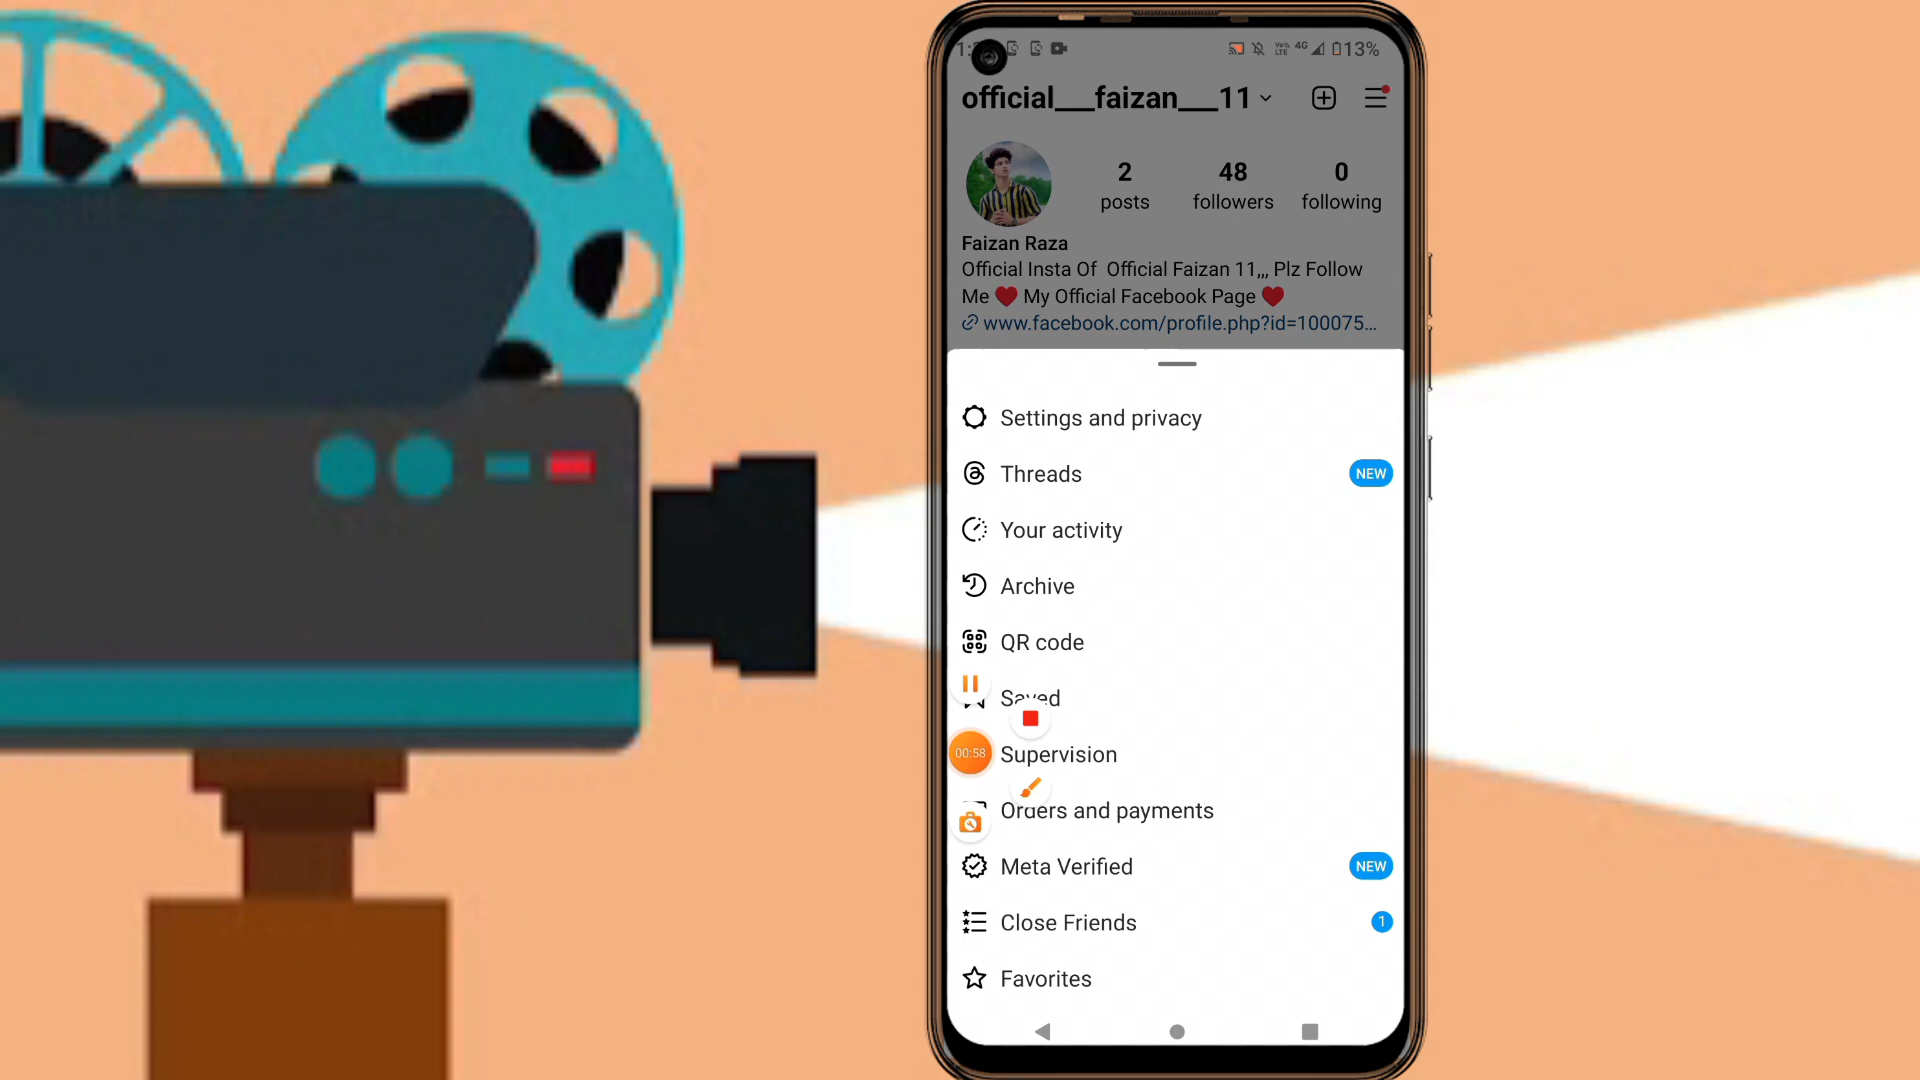 13%
official___faizan___11
2
posts
48
followers
0
following
Faizan Raza
Official Insta Of Official Faizan 11,,, Plz Follow
Me ❤️ My Official Facebook Page ❤️
www.facebook.com/profile.php?id=100075...
Settings and privacy
Threads NEW
Your activity
Archive
QR code
Saved
00:58 Supervision
Orders and payments
Meta Verified NEW
Close Friends 1
Favorites